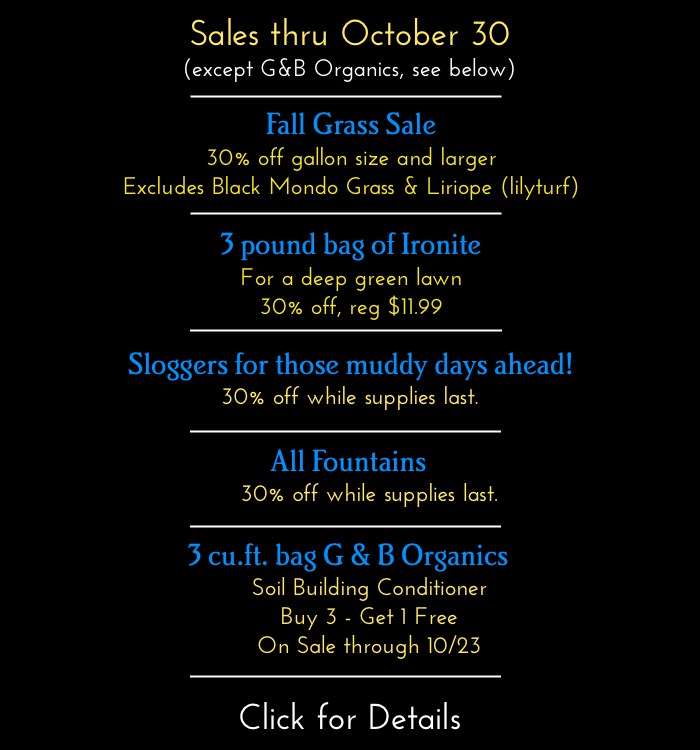 Sales thru October 30
(except G&B Organics, see below)
Fall Grass Sale
30% off gallon size and larger
Excludes Black Mondo Grass & Liriope (lilyturf)
3 pound bag of Ironite
For a deep green lawn
30% off, reg $11.99
Sloggers for those muddy days ahead!
30% off while supplies last.
All Fountains
30% off while supplies last.
3 cu.ft. bag G & B Organics
Soil Building Conditioner
Buy 3 - Get 1 Free
On Sale through 10/23
Click for Details